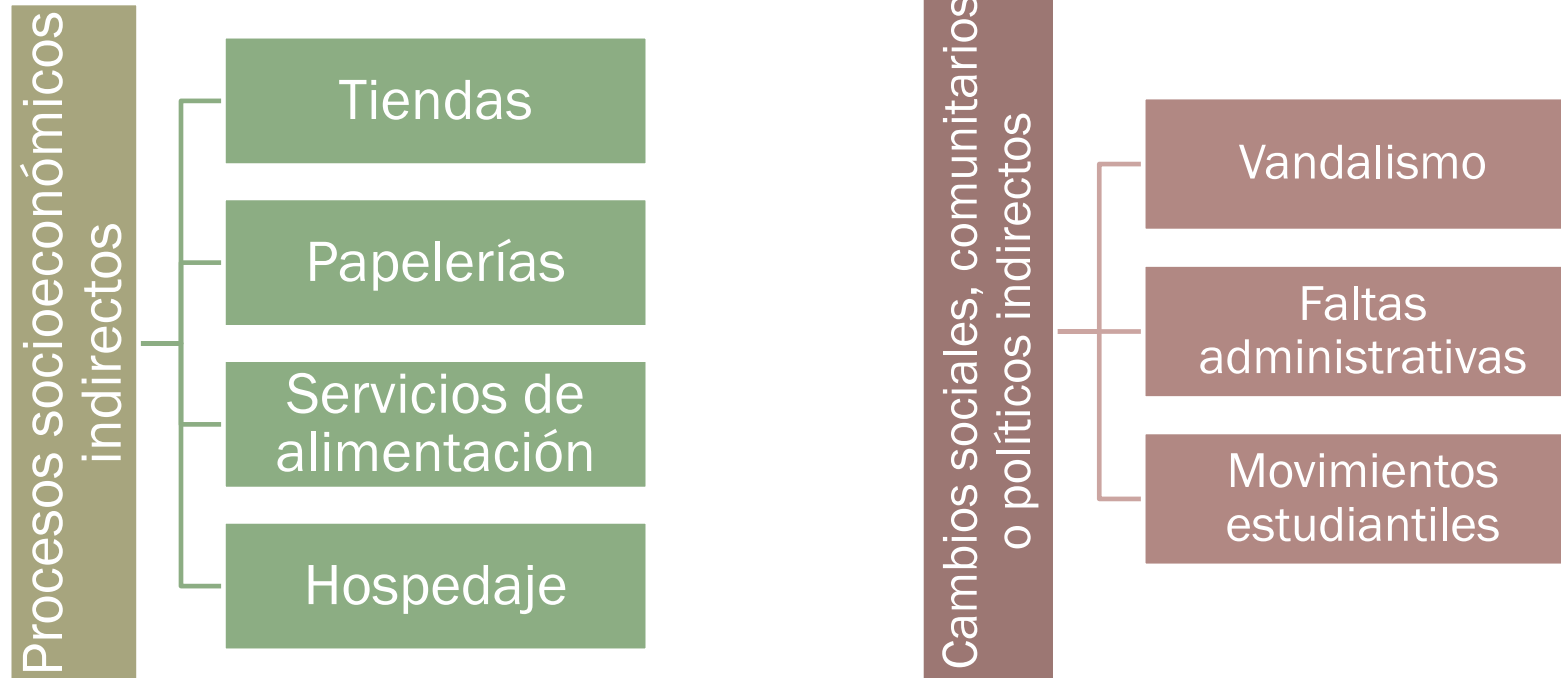 Procesos socioeconómicos
indirectos
Tiendas
Papelerías
Servicios de
alimentación
Hospedaje
Cambios sociales, comunitarios
o políticos indirectos
Vandalismo
Faltas
administrativas
Movimientos
estudiantiles